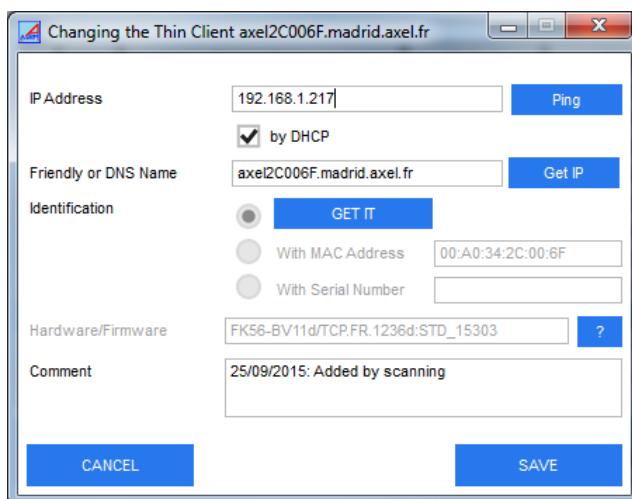 Changing the Thin Client axel2C006F.madrid.axel.fr
IP Address 192.168.1.217 Ping
by DHCP
Friendly or DNS Name axel2C006F.madrid.axel.fr Get IP
Identification GET IT
With MAC Address 00:A0:34:2C:00:6F
With Serial Number
Hardware/Firmware FK56-BV11d/TCP.FR.1236d:STD_15303 ?
Comment 25/09/2015: Added by scanning
CANCEL SAVE